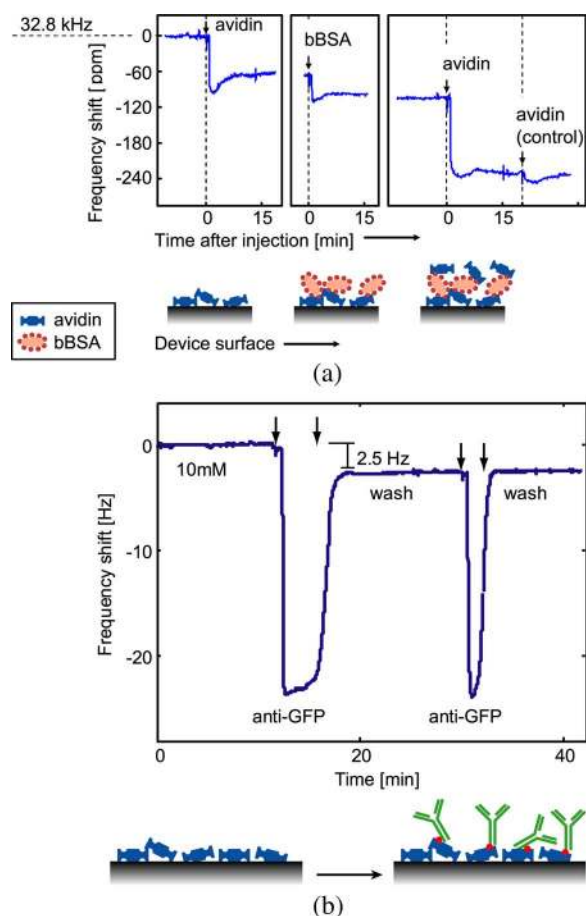 32.8 kHz
0
-60
-120
-180
-240
Frequency shift [ppm]
avidin
bBSA
avidin
avidin
(control)
0 15
0 15
0 15
Time after injection [min]
avidin
bBSA
Device surface
(a)
0
-10
-20
Frequency shift [Hz]
10mM
2.5 Hz
wash
wash
anti-GFP
anti-GFP
0 20 40
Time [min]
(b)